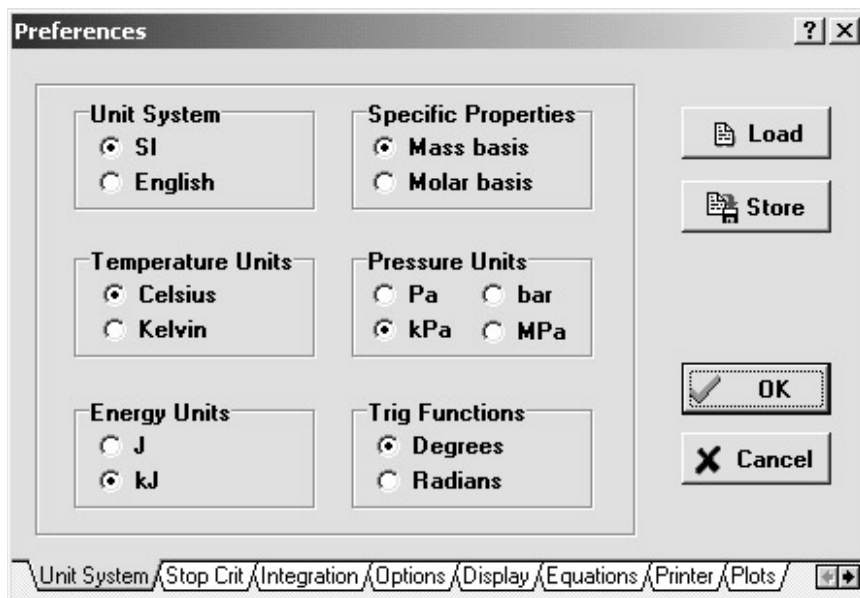 Preferences
Unit System
SI
English
Specific Properties
Mass basis
Molar basis
Temperature Units
Celsius
Kelvin
Pressure Units
Pa
bar
kPa
MPa
Energy Units
J
kJ
Trig Functions
Degrees
Radians
Load
Store
OK
Cancel
Unit System
Stop Crit
Integration
Options
Display
Equations
Printer
Plots